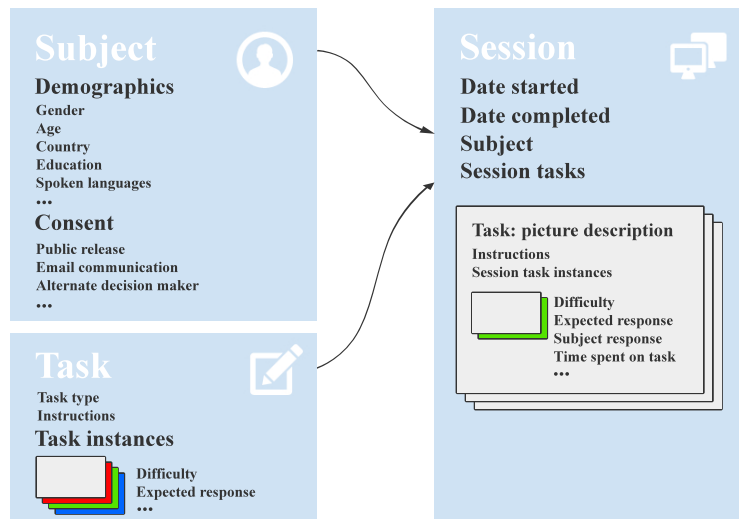 Subject
Demographics
Gender
Age
Country
Education
Spoken languages
...
Consent
Public release
Email communication
Alternate decision maker
...
Task
Task type
Instructions
Task instances
Difficulty
Expected response
...
Session
Date started
Date completed
Subject
Session tasks
Task: picture description
Instructions
Session task instances
Difficulty
Expected response
Subject response
Time spent on task
...